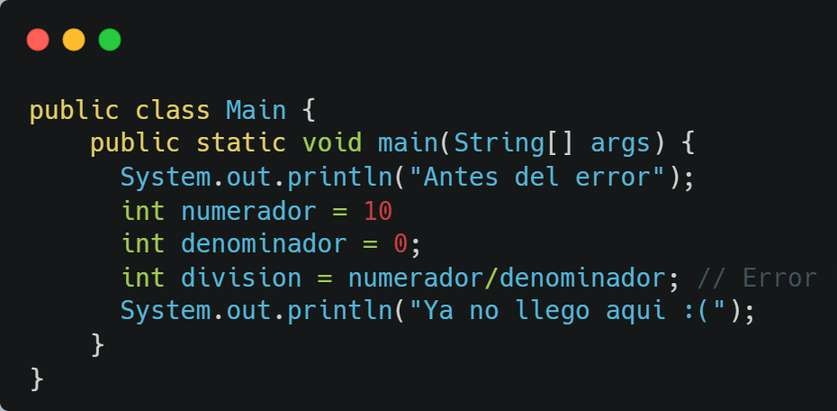 public class Main {
    public static void main(String[] args) {
      System.out.println("Antes del error");
      int numerador = 10
      int denominador = 0;
      int division = numerador/denominador; // Error
      System.out.println("Ya no llego aqui :(");
    }
}